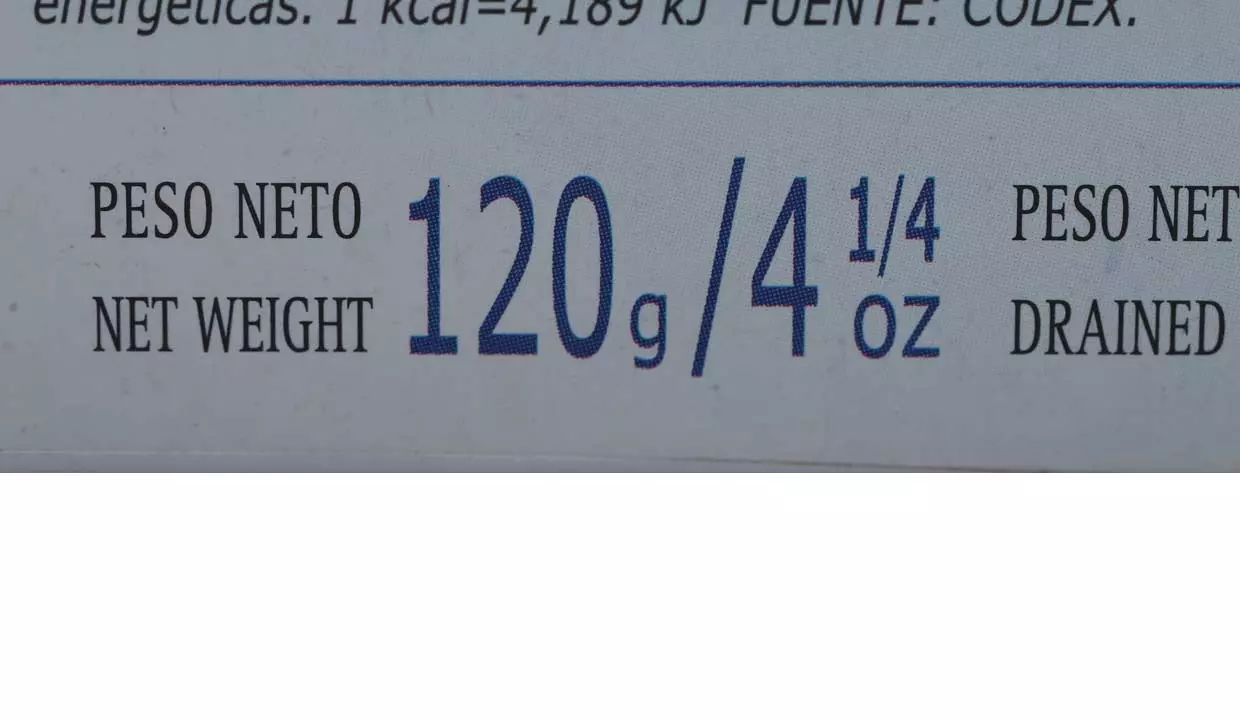 energéticas. 1 kcal=4,189 kJ FUENTE: CODEX.
PESO NETO 120g/4 1/4 oz PESO NET
NET WEIGHT DRAINED